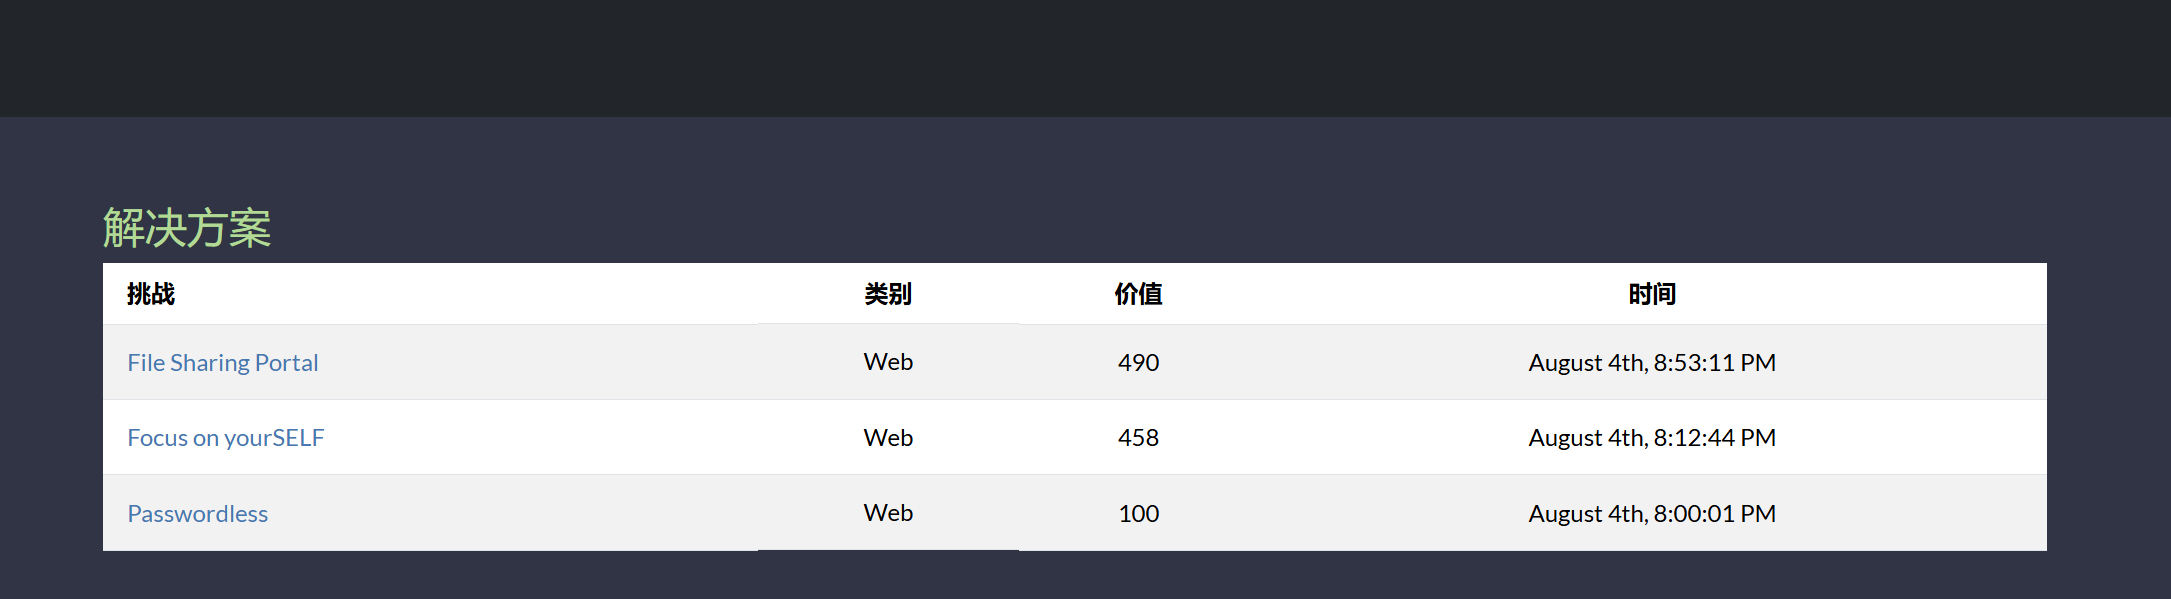 解决方案
挑战 类别 价值 时间
File Sharing Portal Web 490 August 4th, 8:53:11 PM
Focus on yourSELF Web 458 August 4th, 8:12:44 PM
Passwordless Web 100 August 4th, 8:00:01 PM